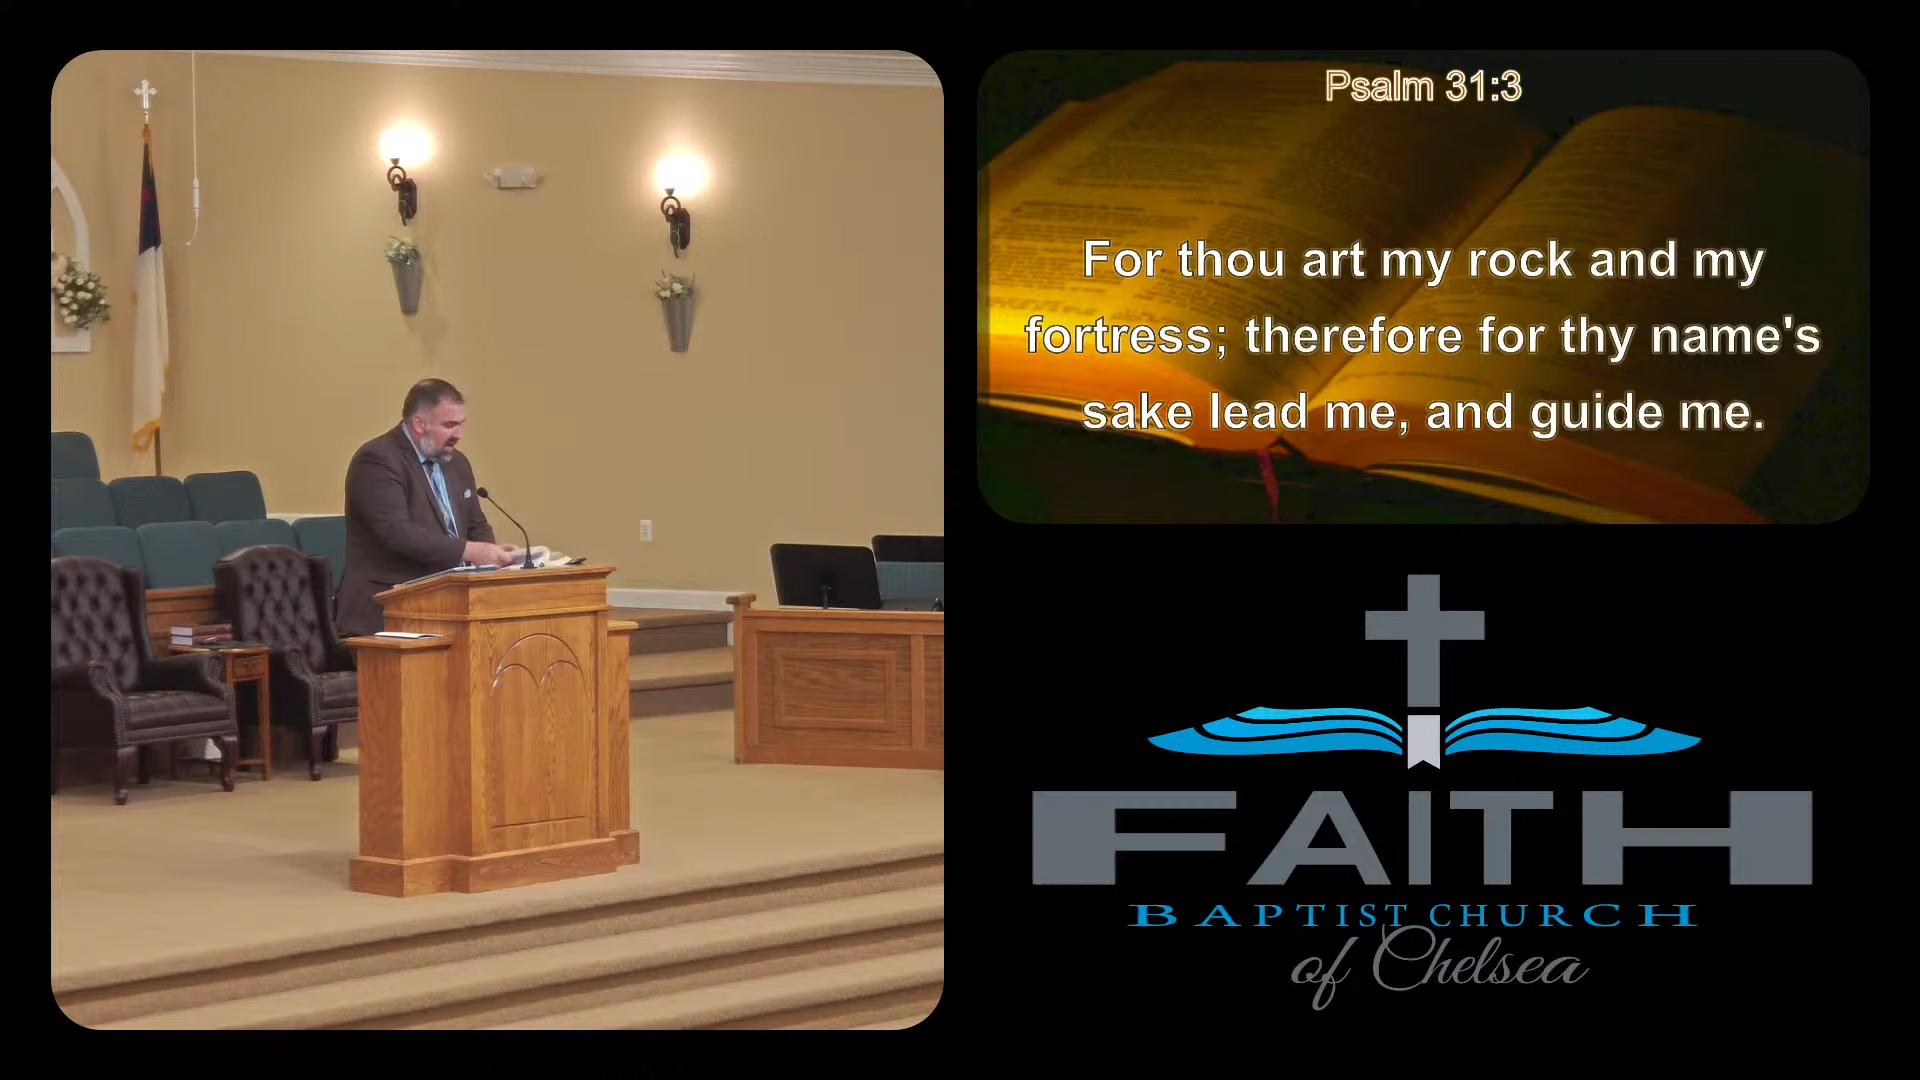 Psalm 31:3
For thou art my rock and my
fortress; therefore for thy name's
sake lead me, and guide me.
FAITH
BAPTIST CHURCH
of Chelsea